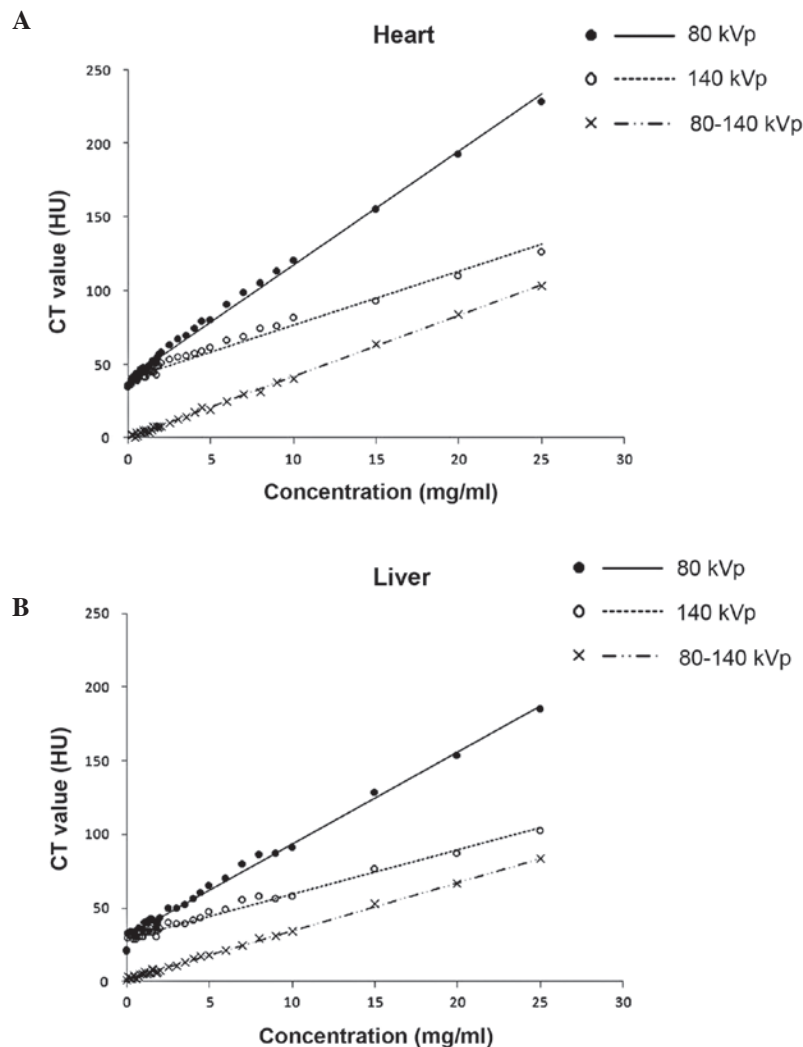 A
Heart
80 kVp
140 kVp
80-140 kVp
250
200
150
100
50
0
CT value (HU)
0 5 10 15 20 25 30
Concentration (mg/ml)
B
Liver
80 kVp
140 kVp
80-140 kVp
250
200
150
100
50
0
CT value (HU)
0 5 10 15 20 25 30
Concentration (mg/ml)